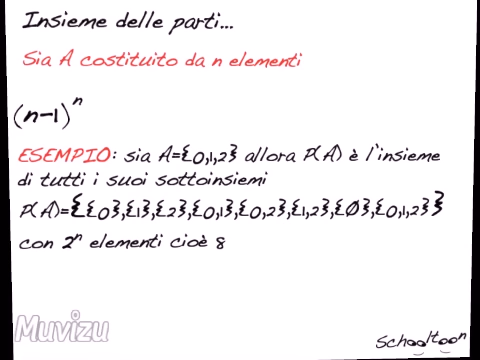 Insieme delle parti...
Sia A costituito da n elementi
(n-1)^n
ESEMPIO: sia A={0,1,2} allora P(A) è l'insieme
di tutti i suoi sottoinsiemi
P(A)={{0},{1},{2},{0,1},{0,2},{1,2},{Ø},{0,1,2}}
con 2^n elementi cioè 8
Muvizu
schooltoon